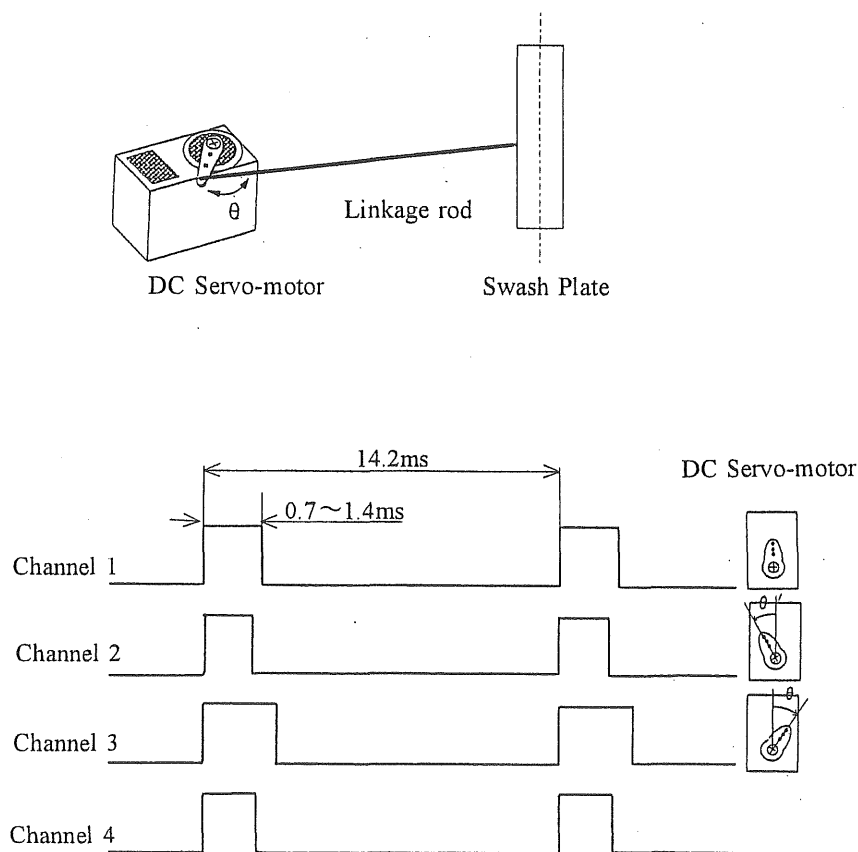 θ
Linkage rod
DC Servo-motor
Swash Plate
14.2ms
DC Servo-motor
0.7～1.4ms
Channel 1
θ
Channel 2
θ
Channel 3
Channel 4